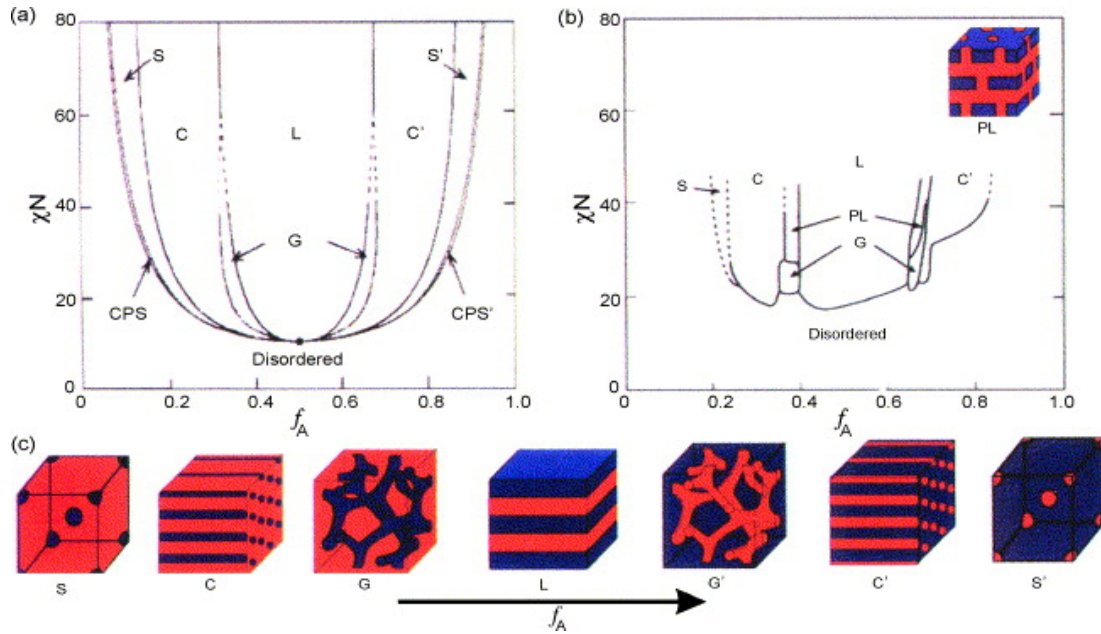 (a)
80
60
40
20
0
χN
S
S'
C
L
C'
G
CPS
CPS'
Disordered
0 0.2 0.4 0.6 0.8 1.0
fA
(b)
80
60
40
20
0
χN
PL
L
S
C
C'
PL
G
Disordered
0 0.2 0.4 0.6 0.8 1.0
fA
(c)
S C G L G' C' S'
fA